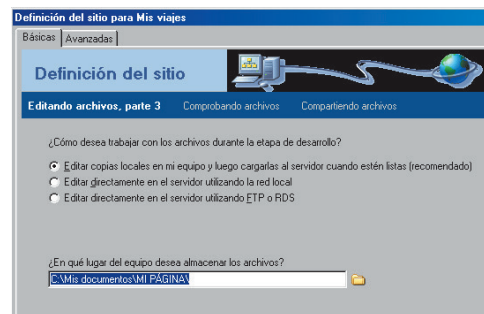 Definición del sitio para Mis viajes
Básicas Avanzadas
Definición del sitio
Editando archivos, parte 3 Comprobando archivos Compartiendo archivos
¿Cómo desea trabajar con los archivos durante la etapa de desarollo?
Editar copias locales en mi equipo y luego cargarlas al servidor cuando estén listas (recomendado)
Editar directamente en el servidor utilizando la red local
Editar directamente en el servidor utilizando FTP o RDS
¿En qué lugar del equipo desea almacenar los archivos?
C:\Mis documentos\MI PÁGINA\